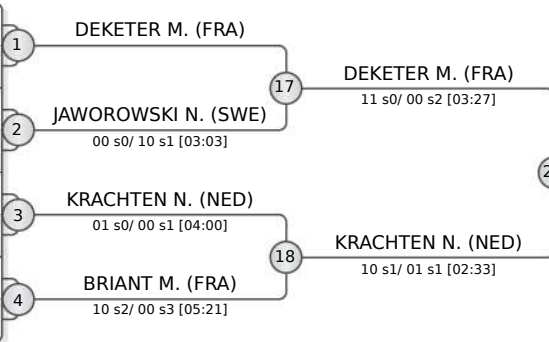 DEKETER M. (FRA)
1
17
DEKETER M. (FRA)
11 s0/ 00 s2 [03:27]
JAWOROWSKI N. (SWE)
2
00 s0/ 10 s1 [03:03]
KRACHTEN N. (NED)
3
01 s0/ 00 s1 [04:00]
18
KRACHTEN N. (NED)
10 s1/ 01 s1 [02:33]
BRIANT M. (FRA)
4
10 s2/ 00 s3 [05:21]